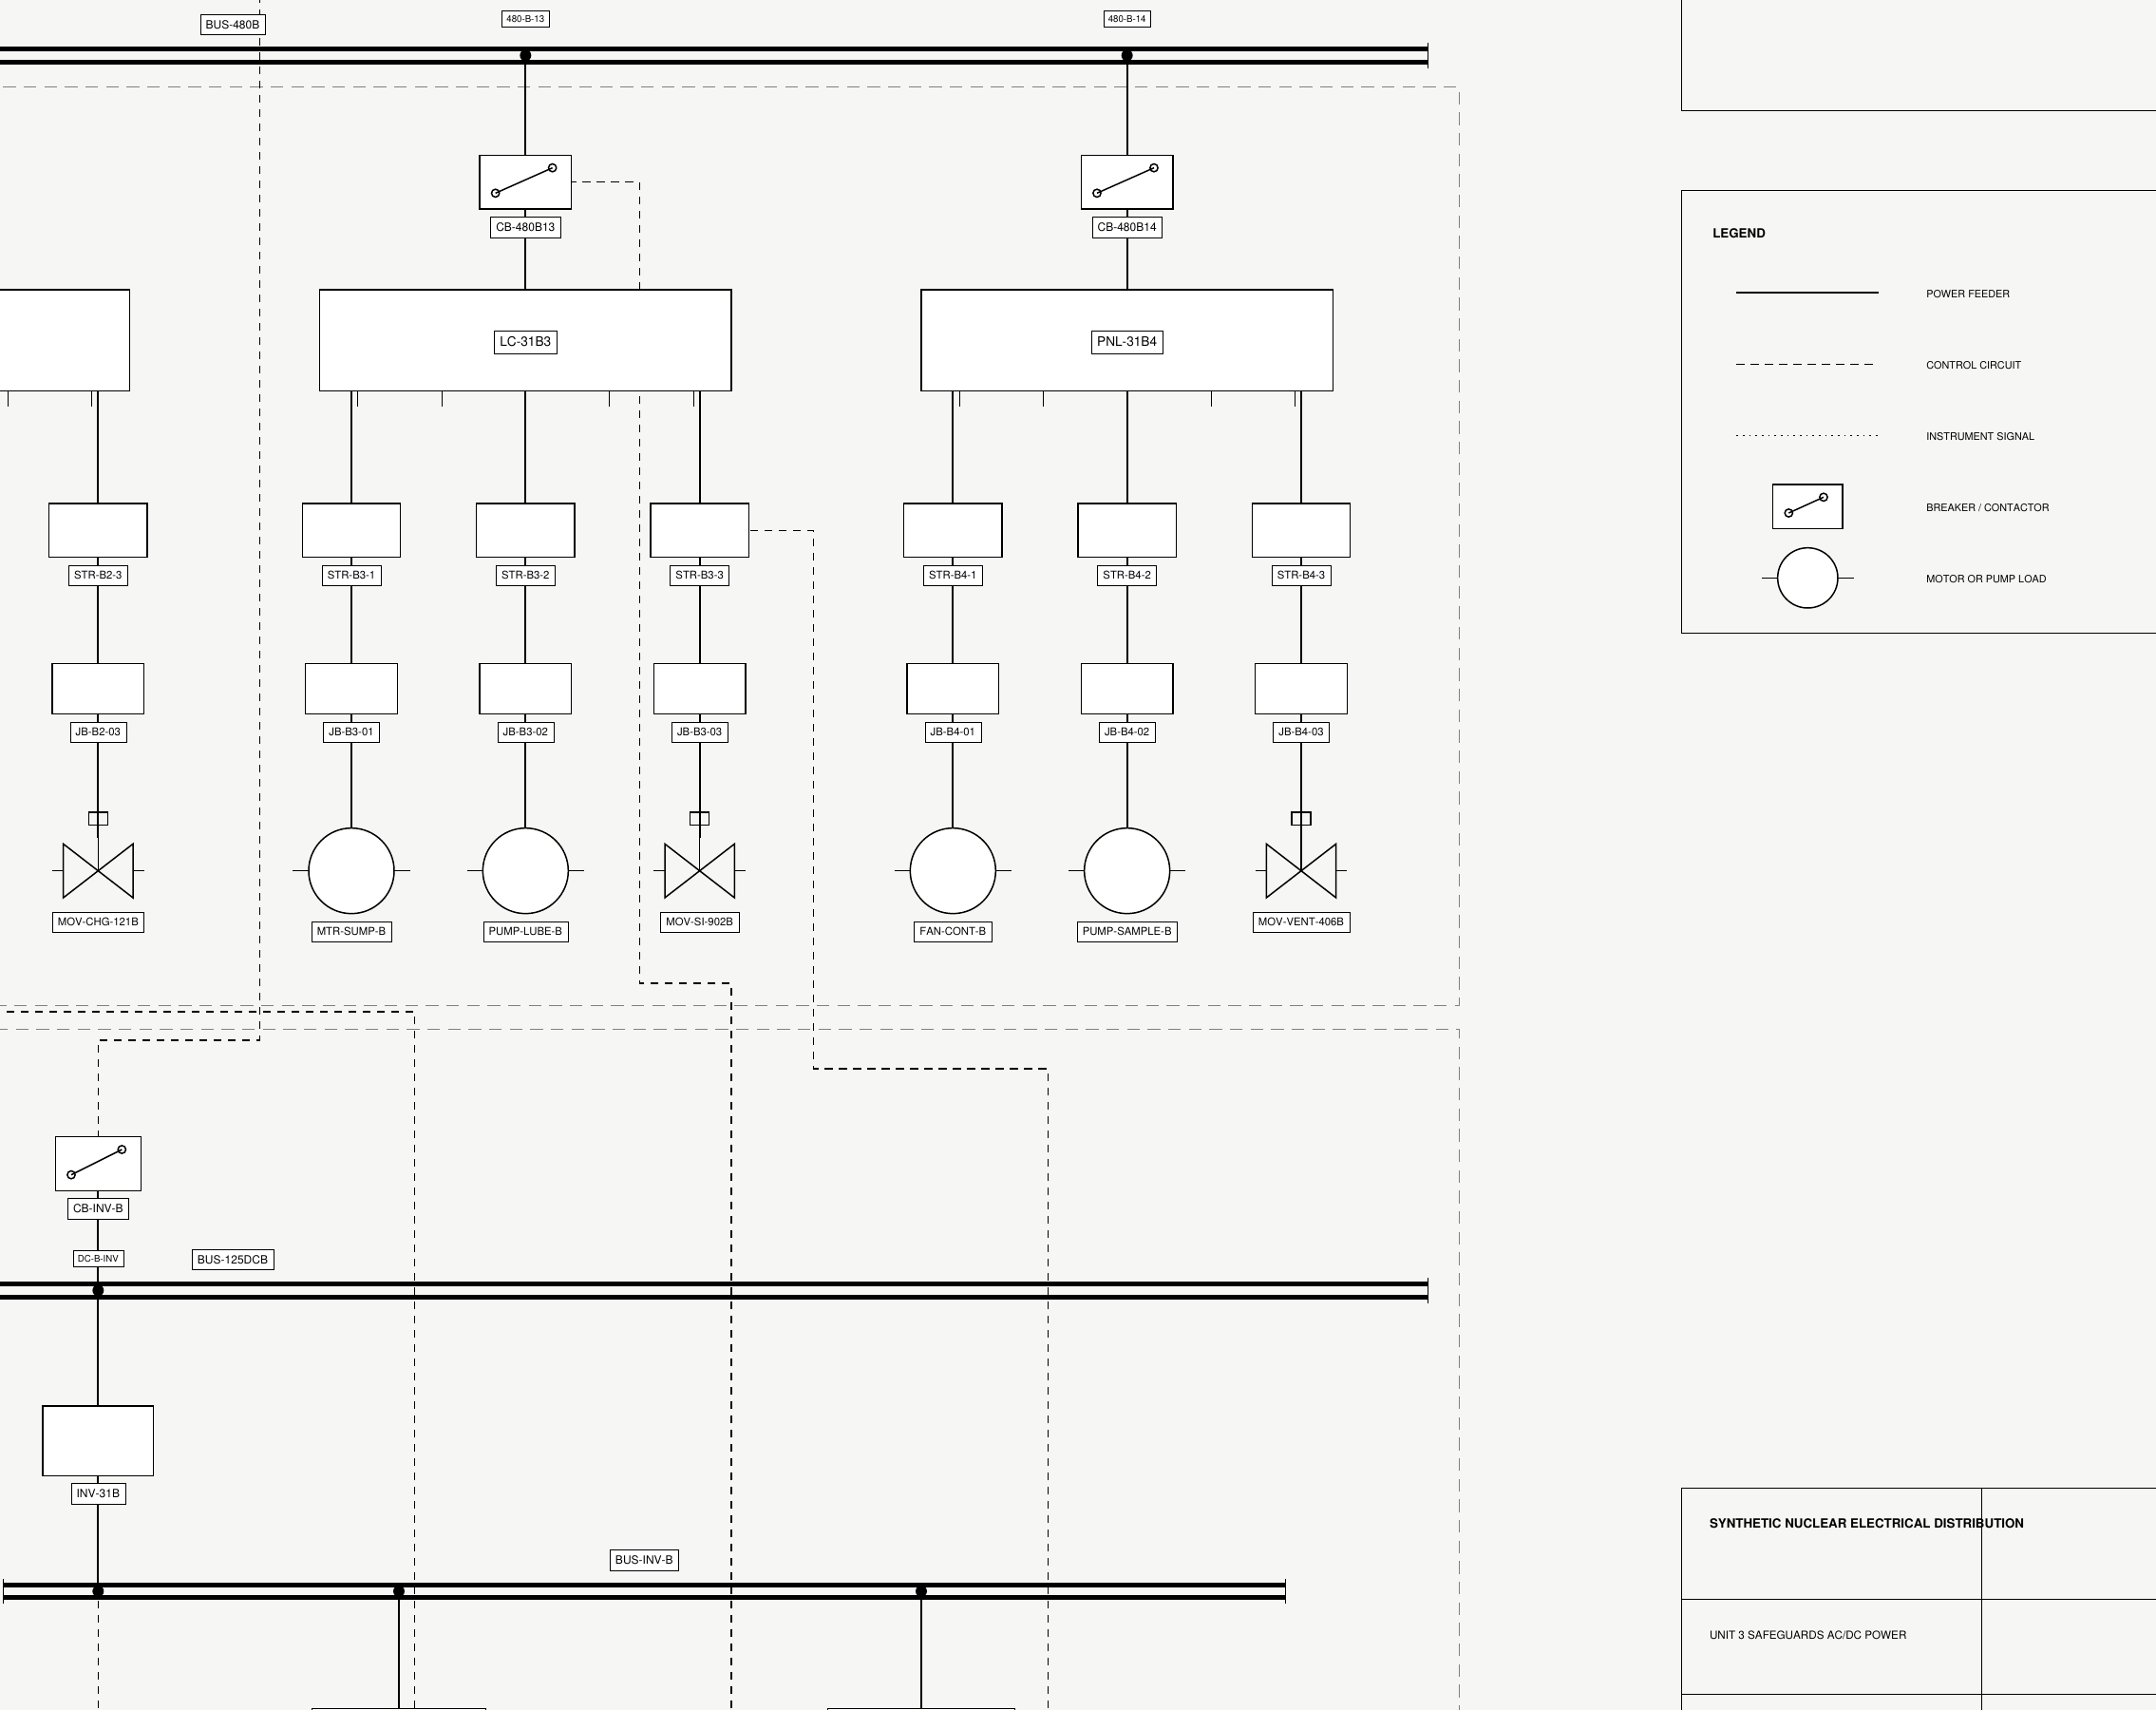 BUS-480B
480-B-13
480-B-14
CB-480B13
CB-480B14
LEGEND
POWER FEEDER
LC-31B3
PNL-31B4
CONTROL CIRCUIT
INSTRUMENT SIGNAL
BREAKER / CONTACTOR
STR-B2-3
STR-B3-1
STR-B3-2
STR-B3-3
STR-B4-1
STR-B4-2
STR-B4-3
MOTOR OR PUMP LOAD
JB-B2-03
JB-B3-01
JB-B3-02
JB-B3-03
JB-B4-01
JB-B4-02
JB-B4-03
MOV-CHG-121B
MTR-SUMP-B
PUMP-LUBE-B
MOV-SI-902B
FAN-CONT-B
PUMP-SAMPLE-B
MOV-VENT-406B
CB-INV-B
DC-B-INV
BUS-125DCB
INV-31B
BUS-INV-B
SYNTHETIC NUCLEAR ELECTRICAL DISTRIBUTION
UNIT 3 SAFEGUARDS AC/DC POWER